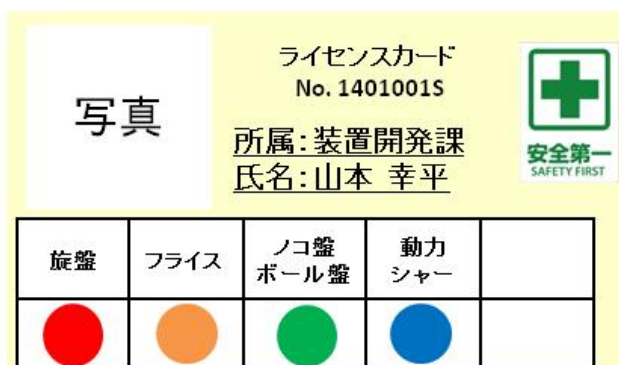 写真
ライセンスカード
No. 1401001S
所属:装置開発課
氏名:山本 幸平
安全第一
SAFETY FIRST
旋盤
フライス
ノコ盤
ボール盤
動力
シャー